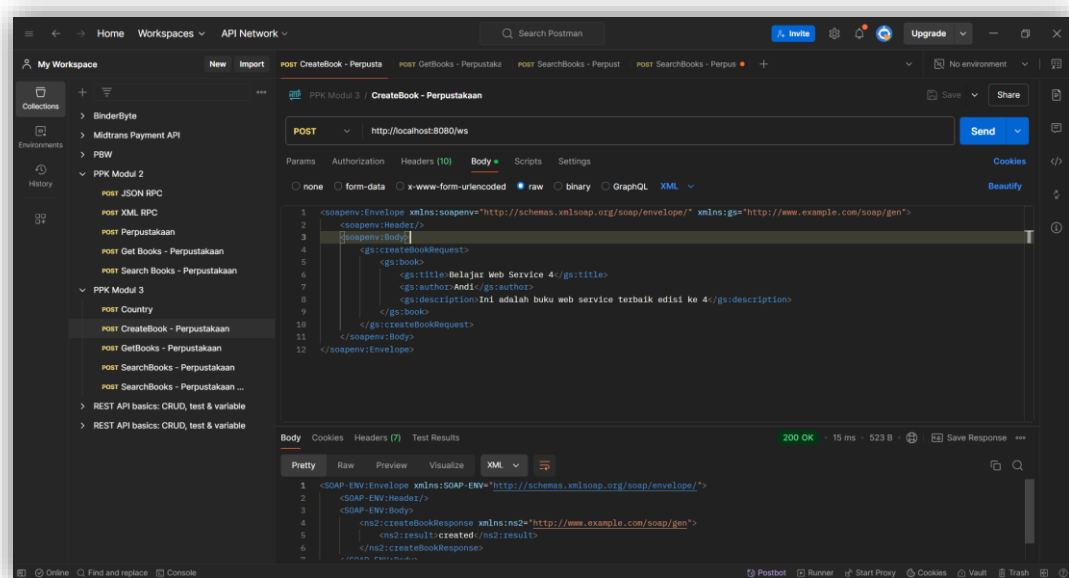 Home Workspaces API Network Search Postman Invite Upgrade
My Workspace New Import POST CreateBook - Perpusta POST GetBooks - Perpustaka POST SearchBooks - Perpust POST SearchBooks - Perpus No environment
Collections
Environments
History
BinderByte
Midtrans Payment API
PBW
PPK Modul 2
POST JSON RPC
POST XML RPC
POST Perpustakaan
POST Get Books - Perpustakaan
POST Search Books - Perpustakaan
PPK Modul 3
POST Country
POST CreateBook - Perpustakaan
POST GetBooks - Perpustakaan
POST SearchBooks - Perpustakaan
POST SearchBooks - Perpustakaan ...
REST API basics: CRUD, test & variable
REST API basics: CRUD, test & variable
HTTP PPK Modul 3 / CreateBook - Perpustakaan Save Share
POST http://localhost:8080/ws Send
Params Authorization Headers (10) Body Scripts Settings Cookies
none form-data x-www-form-urlencoded raw binary GraphQL XML Beautify
1 <soapenv:Envelope xmlns:soapenv="http://schemas.xmlsoap.org/soap/envelope/" xmlns:gs="http://www.example.com/soap/gen">
2 <soapenv:Header/>
3 <soapenv:Body>
4 <gs:createBookRequest>
5 <gs:book>
6 <gs:title>Belajar Web Service 4</gs:title>
7 <gs:author>Andi</gs:author>
8 <gs:description>Ini adalah buku web service terbaik edisi ke 4</gs:description>
9 </gs:book>
10 </gs:createBookRequest>
11 </soapenv:Body>
12 </soapenv:Envelope>
Body Cookies Headers (7) Test Results 200 OK 15 ms 523 B Save Response
Pretty Raw Preview Visualize XML
1 <SOAP-ENV:Envelope xmlns:SOAP-ENV="http://schemas.xmlsoap.org/soap/envelope/">
2 <SOAP-ENV:Header/>
3 <SOAP-ENV:Body>
4 <ns2:createBookResponse xmlns:ns2="http://www.example.com/soap/gen">
5 <ns2:result>created</ns2:result>
6 </ns2:createBookResponse>
7 </SOAP-ENV:Body>
Online Find and replace Console Postbot Runner Start Proxy Cookies Vault Trash